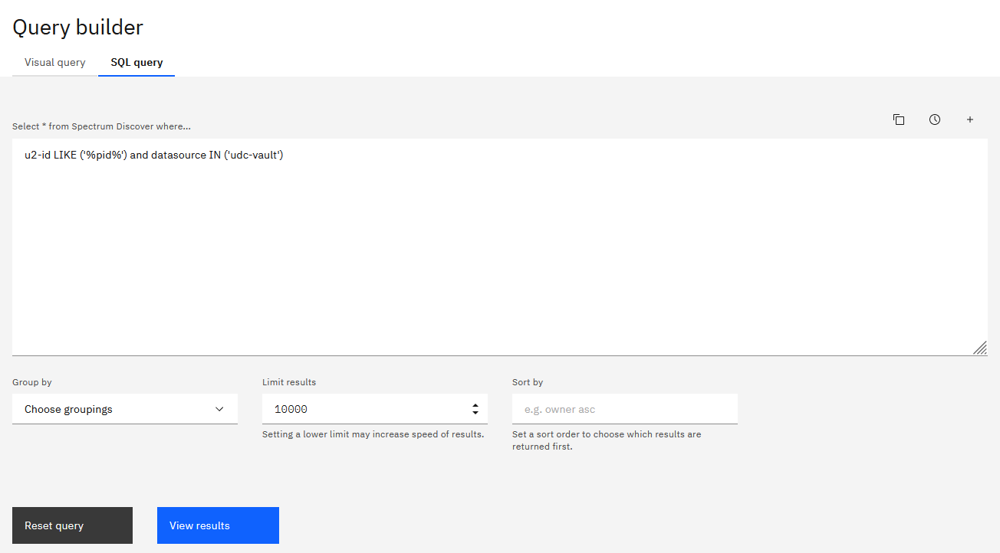 Query builder
Visual query
SQL query
Select * from Spectrum Discover where...
u2-id LIKE ('%pid%') and datasource IN ('udc-vault')
Group by
Limit results
Sort by
Choose groupings
10000
e.g. owner asc
Setting a lower limit may increase speed of results.
Set a sort order to choose which results are
returned first.
Reset query
View results